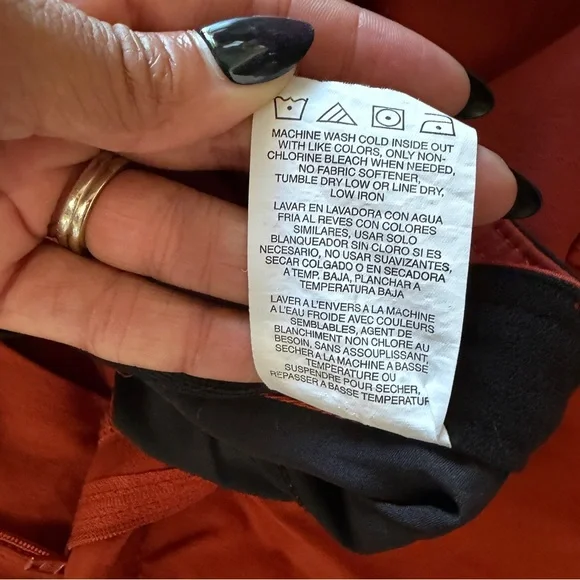 MACHINE WASH COLD INSIDE OUT
WITH LIKE COLORS, ONLY NON-
CHLORINE BLEACH WHEN NEEDED,
NO FABRIC SOFTENER,
TUMBLE DRY LOW OR LINE DRY,
LOW IRON
LAVAR EN LAVADORA CON AGUA
FRIA AL REVES CON COLORES
SIMILARES, USAR SOLO
BLANQUEADOR SIN CLORO SI ES
NECESARIO, NO USAR SUAVIZANTES,
SECAR COLGADO O EN SECADORA
A TEMP. BAJA, PLANCHAR A
TEMPERATURA BAJA
LAVER A L'ENVERS A LA MACHINE
A L'EAU FROIDE AVEC COULEURS
SEMBLABLES, AGENT DE
BLANCHIMENT NON CHLORE AU
BESOIN, SANS ASSOUPLISSANT,
SECHER A LA MACHINE A BASSE
TEMPERATURE OU
SUSPENDRE POUR SECHER,
REPASSER A BASSE TEMPERATUR